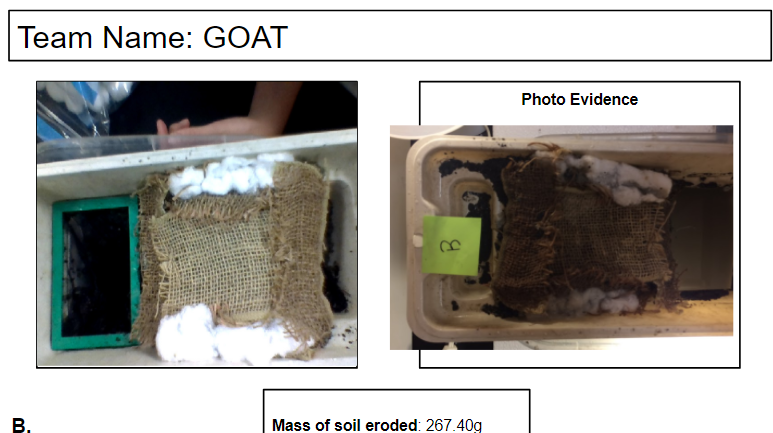 Team Name: GOAT
Photo Evidence
B
B.
Mass of soil eroded: 267.40g